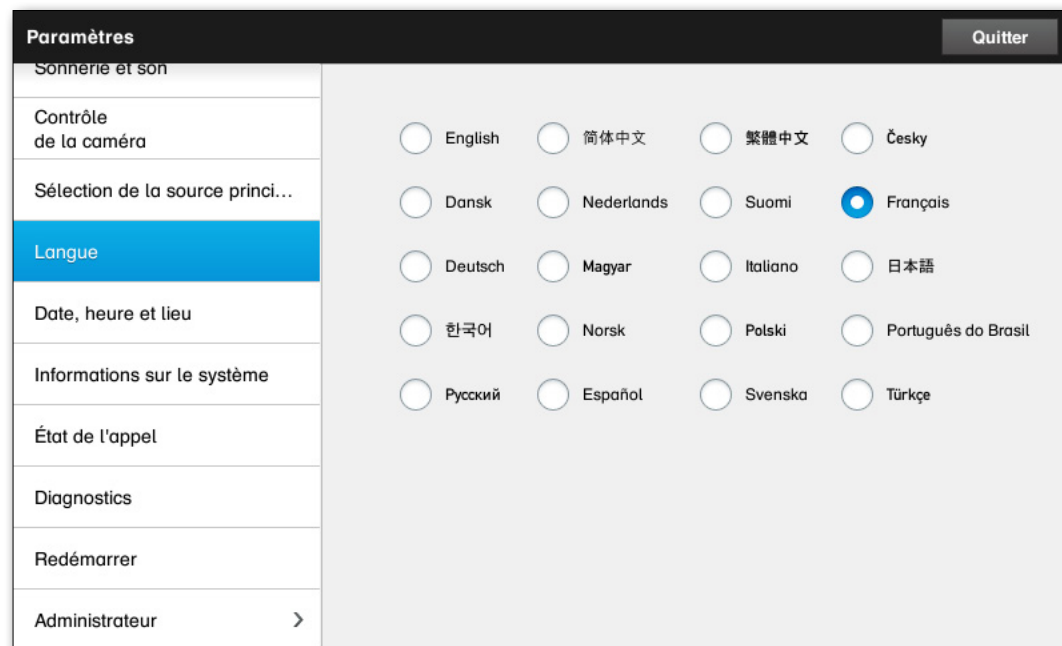 Paramètres
Quitter
Sonnerie et son
Contrôle
de la caméra
Sélection de la source princi...
Langue
Date, heure et lieu
Informations sur le système
État de l'appel
Diagnostics
Redémarrer
Administrateur
English 简体中文 繁體中文 Česky
Dansk Nederlands Suomi Français
Deutsch Magyar Italiano 日本語
한국어 Norsk Polski Português do Brasil
Русский Español Svenska Türkçe